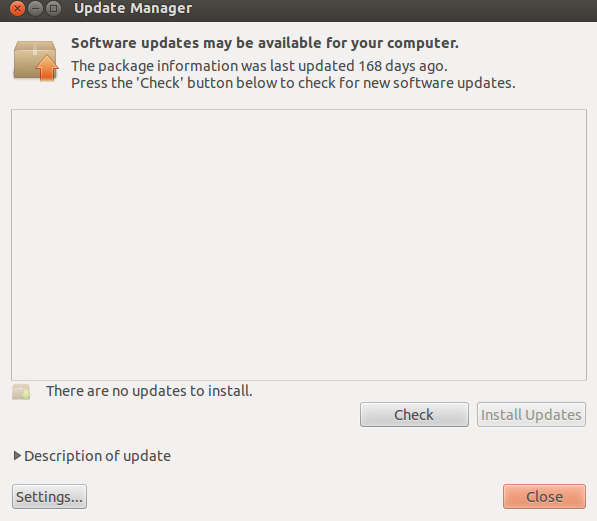 Update Manager
Software updates may be available for your computer.
The package information was last updated 168 days ago.
Press the 'Check' button below to check for new software updates.
There are no updates to install.
Check
Install Updates
Description of update
Settings...
Close